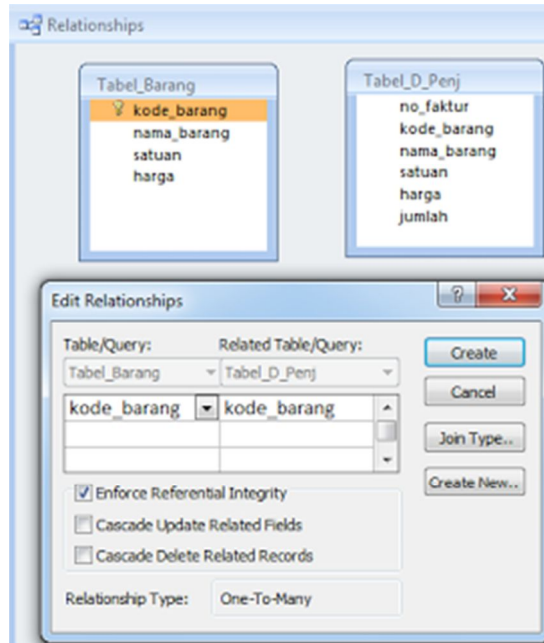 Relationships
Tabel_Barang
kode_barang
nama_barang
satuan
harga
Tabel_D_Penj
no_faktur
kode_barang
nama_barang
satuan
harga
jumlah
Edit Relationships
Table/Query: Related Table/Query:
Tabel_Barang Tabel_D_Penj
kode_barang kode_barang
Enforce Referential Integrity
Cascade Update Related Fields
Cascade Delete Related Records
Relationship Type: One-To-Many
Create
Cancel
Join Type..
Create New..